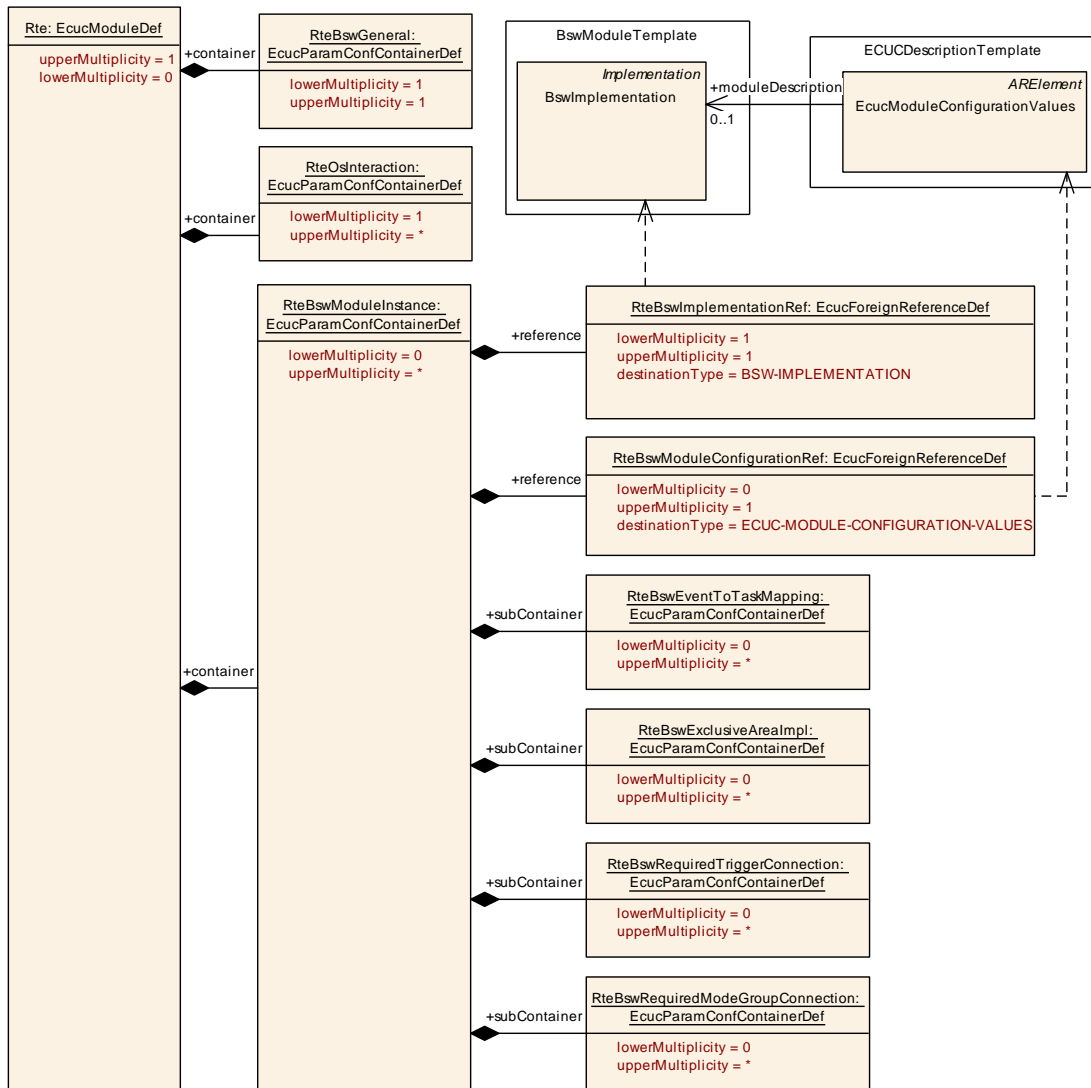 Rte: EcucModuleDef
upperMultiplicity = 1
lowerMultiplicity = 0
+container
RteBswGeneral:
EcucParamConfContainerDef
lowerMultiplicity = 1
upperMultiplicity = 1
BswModuleTemplate
Implementation
BswImplementation
+moduleDescription
0..1
ECUCDescriptionTemplate
ARElement
EcucModuleConfigurationValues
+container
RteOsInteraction:
EcucParamConfContainerDef
lowerMultiplicity = 1
upperMultiplicity = *
+container
RteBswModuleInstance:
EcucParamConfContainerDef
lowerMultiplicity = 0
upperMultiplicity = *
+reference
RteBswImplementationRef: EcucForeignReferenceDef
lowerMultiplicity = 1
upperMultiplicity = 1
destinationType = BSW-IMPLEMENTATION
+reference
RteBswModuleConfigurationRef: EcucForeignReferenceDef
lowerMultiplicity = 0
upperMultiplicity = 1
destinationType = ECUC-MODULE-CONFIGURATION-VALUES
+subContainer
RteBswEventToTaskMapping:
EcucParamConfContainerDef
lowerMultiplicity = 0
upperMultiplicity = *
+subContainer
RteBswExclusiveAreaImpl:
EcucParamConfContainerDef
lowerMultiplicity = 0
upperMultiplicity = *
+subContainer
RteBswRequiredTriggerConnection:
EcucParamConfContainerDef
lowerMultiplicity = 0
upperMultiplicity = *
+subContainer
RteBswRequiredModeGroupConnection:
EcucParamConfContainerDef
lowerMultiplicity = 0
upperMultiplicity = *